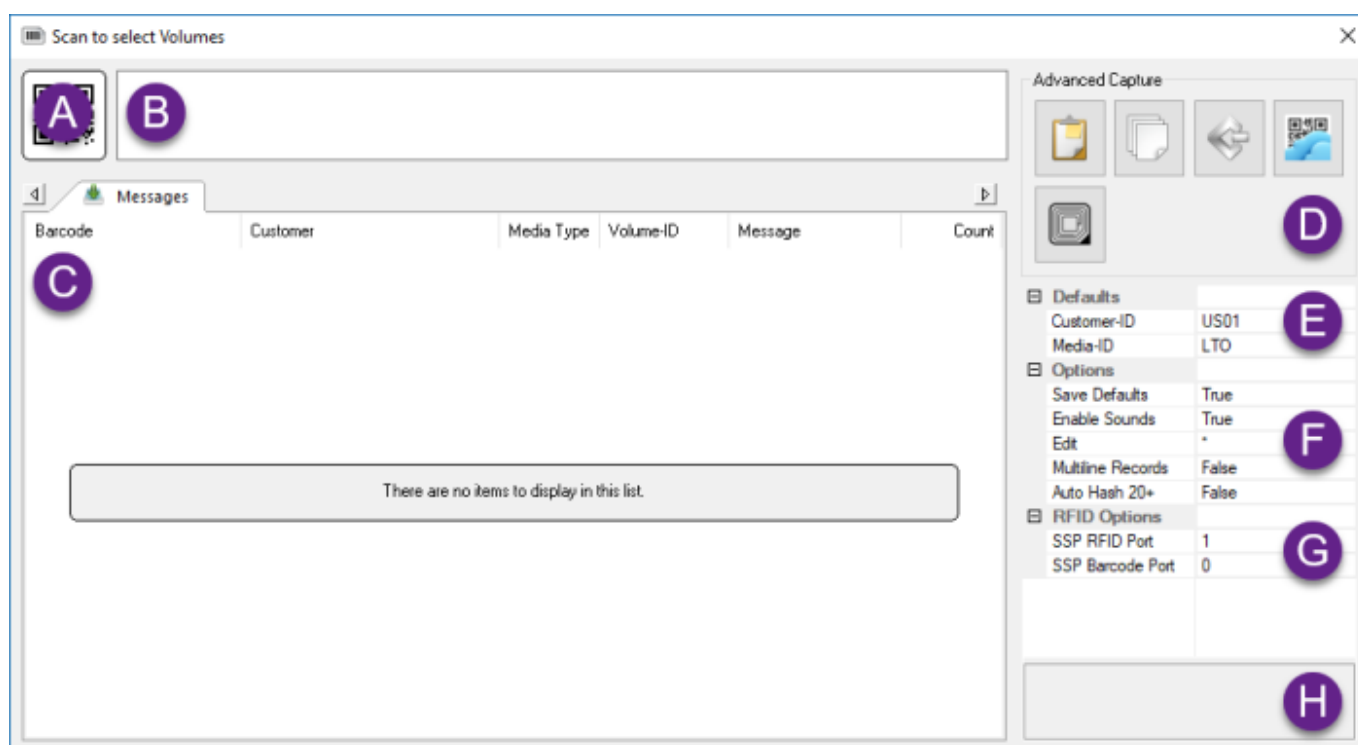 Scan to select Volumes
A
B
Advanced Capture
D
Messages
Barcode Customer Media Type Volume-ID Message Count
C
There are no items to display in this list.
Defaults
E
Customer-ID US01
Media-ID LTO
Options
Save Defaults True
Enable Sounds True
F
Edit *
Multiline Records False
Auto Hash 20+ False
RFID Options
SSP RFID Port 1
G
SSP Barcode Port 0
H